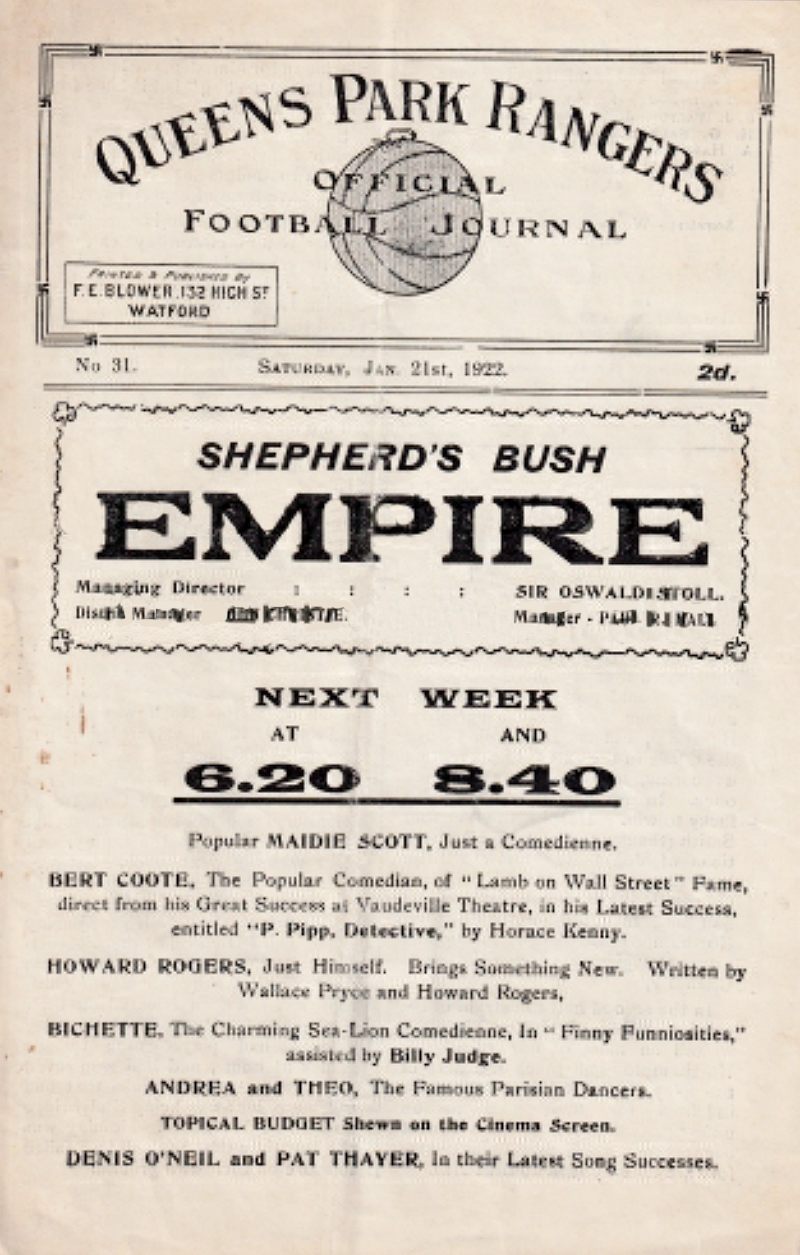 QUEENS PARK RANGERS
OFFICIAL
FOOTBALL JOURNAL
PRINTED & PUBLISHED By
F. E. BLOWER. 132 HIGH ST
WATFORD
No 31. SATURDAY, JAN. 21st, 1922. 2d.
SHEPHERD'S BUSH
EMPIRE
Managing Director : : : : SIR OSWALD STOLL.
Manager Manager -
NEXT WEEK
AT AND
6.20 8.40
Popular MAIDIE SCOTT, Just a Comedienne.
BERT COOTE, The Popular Comedian, of "Lamb on Wall Street" Fame,
direct from his Great Success at Vaudeville Theatre, in his Latest Success,
entitled "P. Pipp, Detective," by Horace Kenny.
HOWARD ROGERS, Just Himself. Brings Something New. Written by
Wallace Pryce and Howard Rogers,
BICHETTE, The Charming Sea-Lion Comedienne, In "Finny Funniosities,"
assisted by Billy Judge.
ANDREA and THEO, The Famous Parisian Dancers.
TOPICAL BUDGET Shewn on the Cinema Screen.
DENIS O'NEIL and PAT THAYER, In their Latest Song Successes.